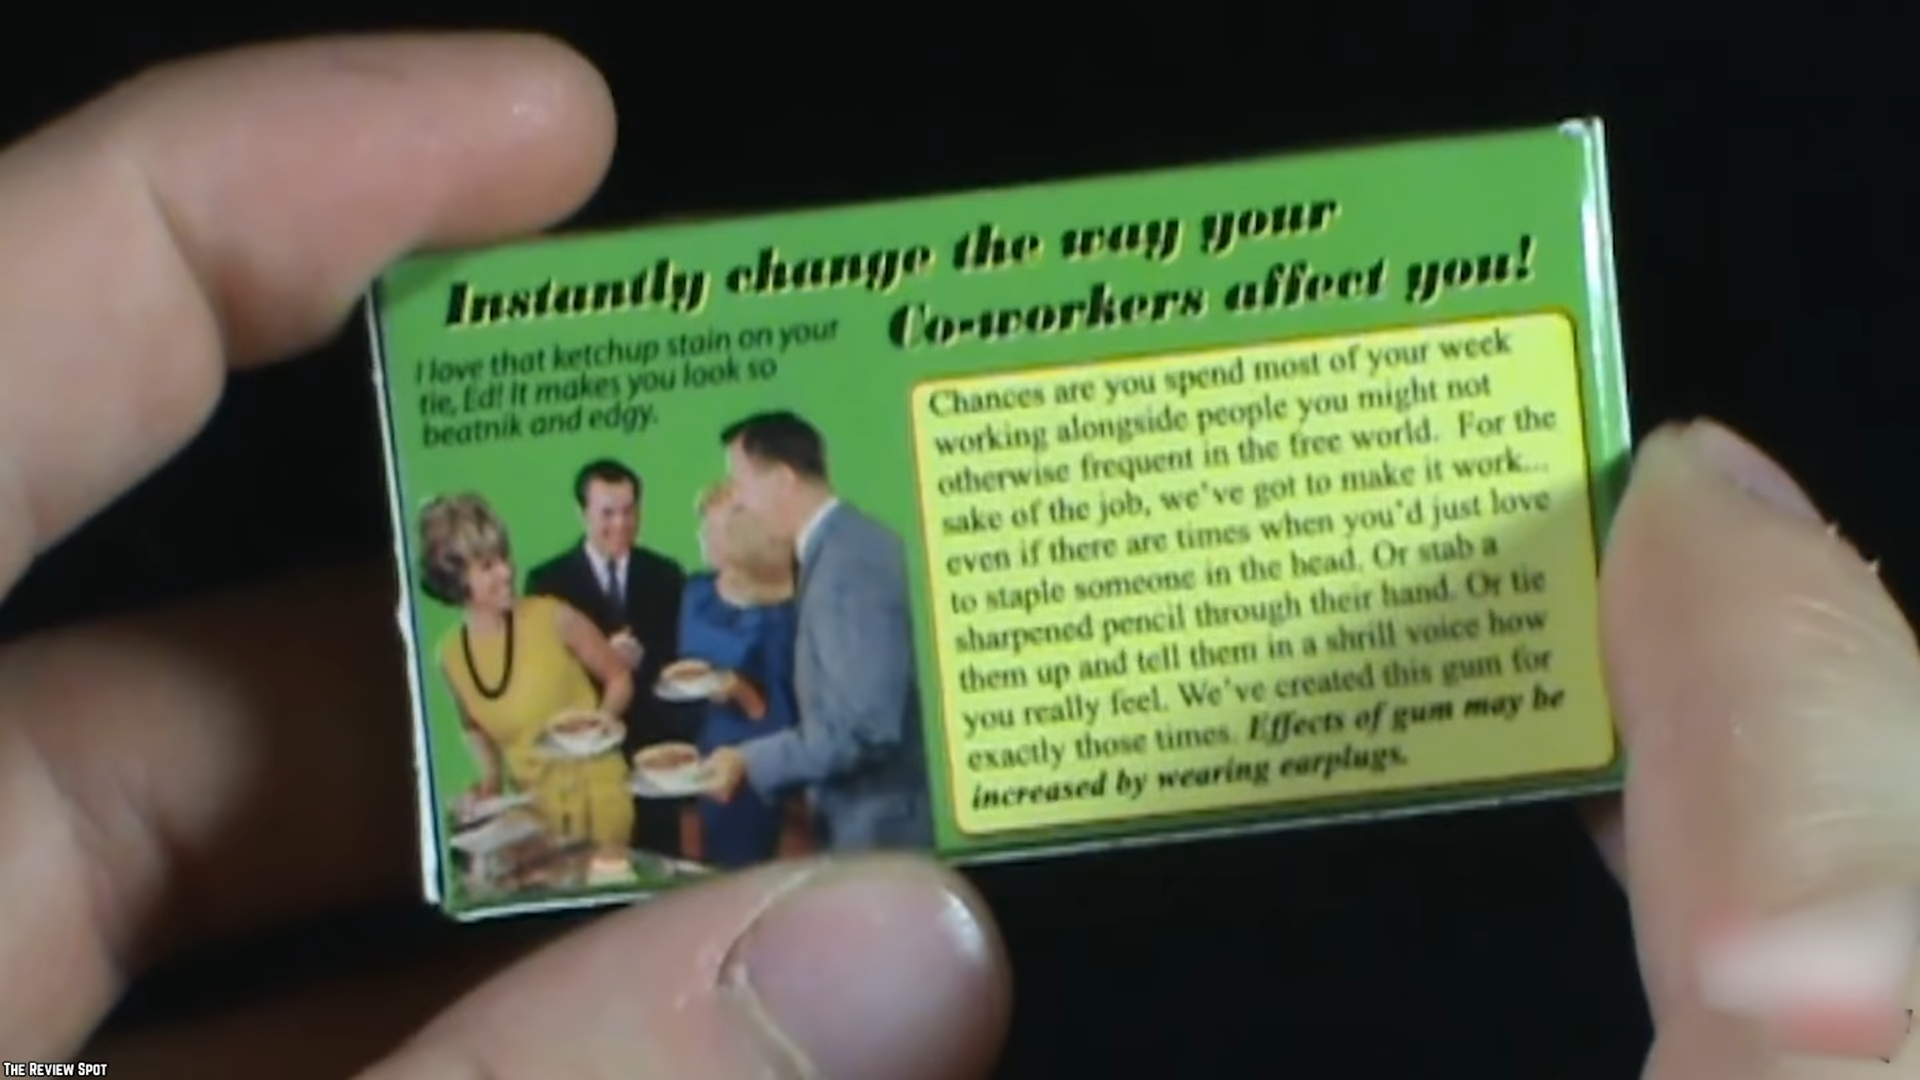 Instantly change the way your
Co-workers affect you!
I love that ketchup stain on your
tie, Ed! It makes you look so
beatnik and edgy.
Chances are you spend most of your week
working alongside people you might not
otherwise frequent in the free world. For the
sake of the job, we've got to make it work...
even if there are times when you'd just love
to staple someone in the head. Or stab a
sharpened pencil through their hand. Or tie
them up and tell them in a shrill voice how
you really feel. We've created this gum for
exactly those times. Effects of gum may be
increased by wearing earplugs.
The Review Spot